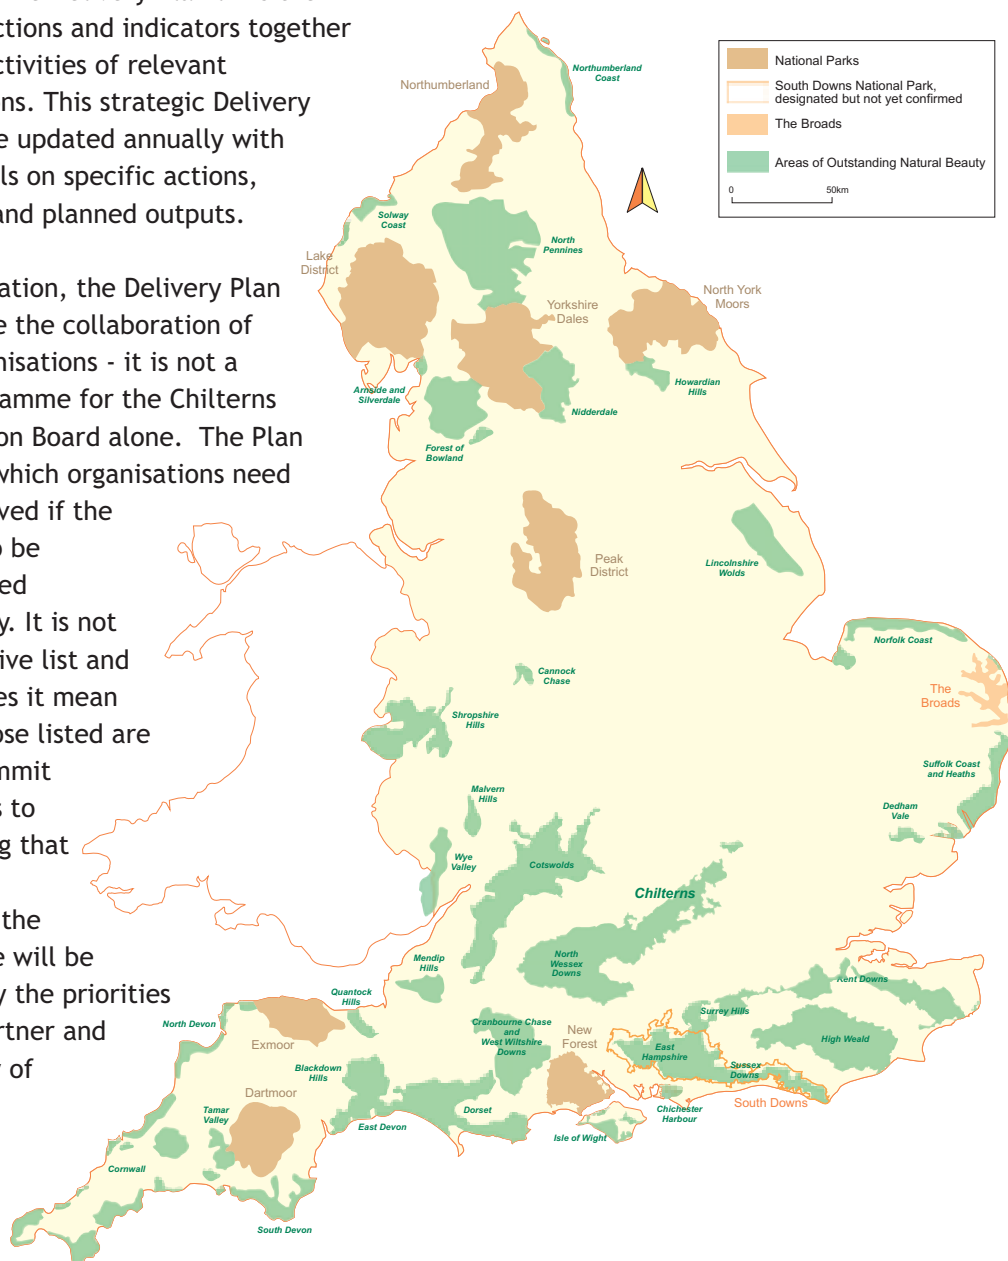 ctions and indicators together
ctivities of relevant
ns. This strategic Delivery
e updated annually with
ls on specific actions,
and planned outputs.
ation, the Delivery Plan
e the collaboration of
nisations - it is not a
ramme for the Chilterns
on Board alone.  The Plan
which organisations need
ved if the
o be
ed
y. It is not
ive list and
es it mean
ose listed are
mmit
s to
g that
the
e will be
y the priorities
rtner and
y of
National Parks
South Downs National Park,
designated but not yet confirmed
The Broads
Areas of Outstanding Natural Beauty
0
50km
Northumberland
Northumberland
Coast
Solway
Coast
North
Pennines
Lake
District
Yorkshire
Dales
North York
Moors
Arnside and
Silverdale
Howardian
Hills
Nidderdale
Forest of
Bowland
Peak
District
Lincolnshire
Wolds
Norfolk Coast
Cannock
Chase
The
Broads
Shropshire
Hills
Suffolk Coast
and Heaths
Malvern
Hills
Dedham
Vale
Wye
Valley
Cotswolds
Chilterns
Mendip
Hills
North
Wessex
Downs
Kent Downs
Quantock
Hills
Surrey Hills
North Devon
Cranbourne Chase
and
West Wiltshire
Downs
New
Forest
High Weald
Exmoor
East
Hampshire
Blackdown
Hills
Sussex
Downs
Dartmoor
South Downs
Tamar
Valley
Dorset
Chichester
Harbour
East Devon
Isle of Wight
Cornwall
South Devon